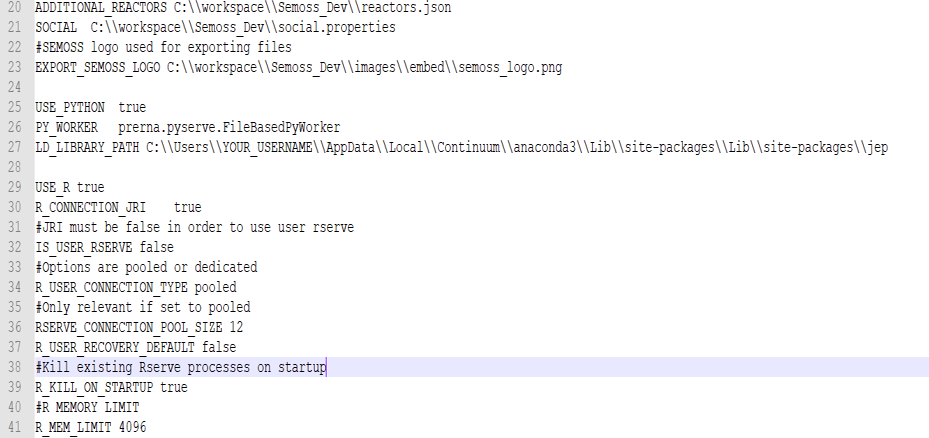 20 ADDITIONAL_REACTORS C:\\workspace\\Semoss_Dev\\reactors.json
21 SOCIAL  C:\\workspace\\Semoss_Dev\\social.properties
22 #SEMOSS logo used for exporting files
23 EXPORT_SEMOSS_LOGO C:\\workspace\\Semoss_Dev\\images\\embed\\semoss_logo.png
24
25 USE_PYTHON  true
26 PY_WORKER   prerna.pyserve.FileBasedPyWorker
27 LD_LIBRARY_PATH C:\\Users\\YOUR_USERNAME\\AppData\\Local\\Continuum\\anaconda3\\Lib\\site-packages\\Lib\\site-packages\\jep
28
29 USE_R true
30 R_CONNECTION_JRI    true
31 #JRI must be false in order to use user rserve
32 IS_USER_RSERVE false
33 #Options are pooled or dedicated
34 R_USER_CONNECTION_TYPE pooled
35 #Only relevant if set to pooled
36 RSERVE_CONNECTION_POOL_SIZE 12
37 R_USER_RECOVERY_DEFAULT false
38 #Kill existing Rserve processes on startup
39 R_KILL_ON_STARTUP true
40 #R MEMORY LIMIT
41 R_MEM_LIMIT 4096